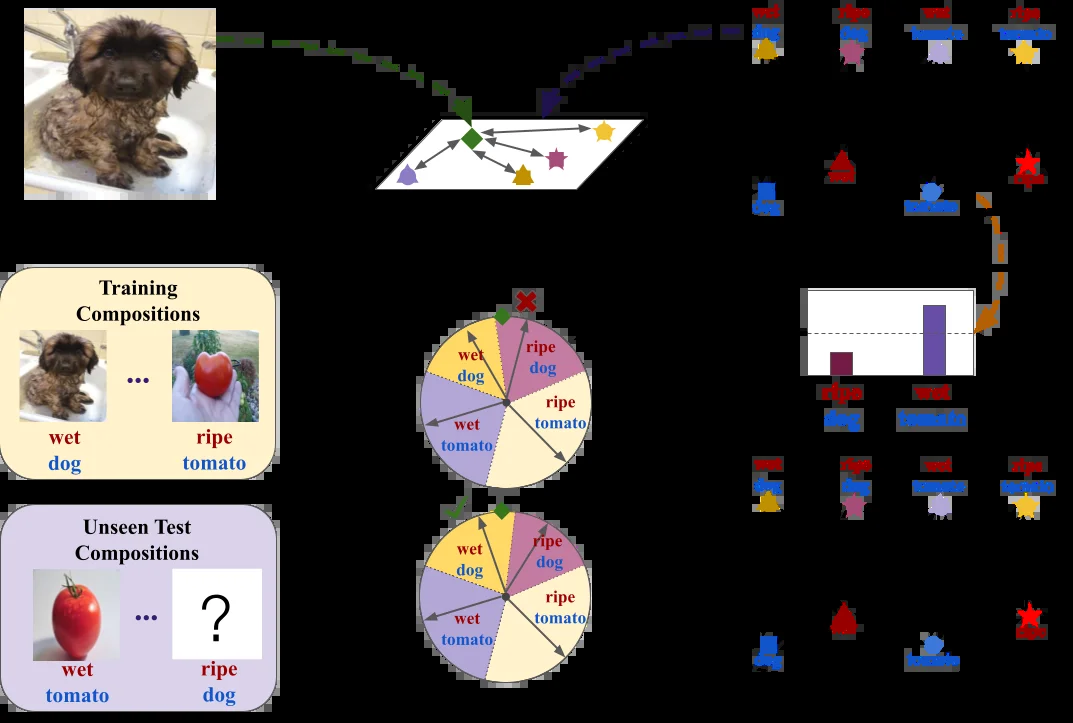 wet ripe wet ripe
dog dog tomato tomato
wet ripe
dog tomato
Training
Compositions
...
wet ripe
dog tomato
Unseen Test
Compositions
...
?
wet ripe
tomato dog
wet
dog
ripe
dog
ripe
tomato
wet
tomato
wet
dog
ripe
dog
ripe
tomato
wet
tomato
ripe wet
dog tomato
wet ripe wet ripe
dog dog tomato tomato
dog tomato